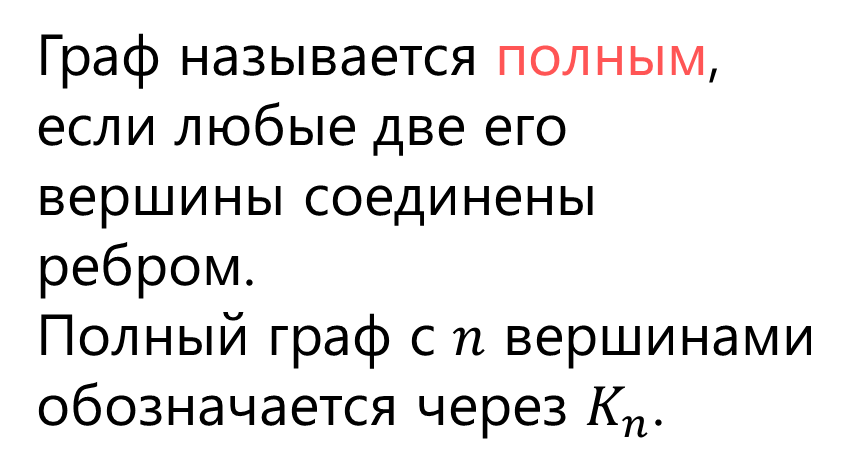 Граф называется полным,
если любые две его
вершины соединены
ребром.
Полный граф с n вершинами
обозначается через Kₙ.